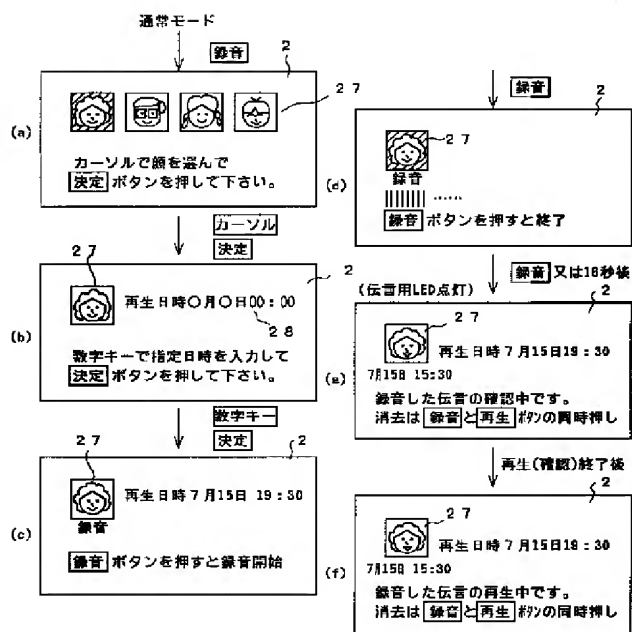 通常モード
録音
2
27
(a)
カーソルで顔を選んで
決定 ボタンを押して下さい。
カーソル
決定
27
2
再生日時〇月〇日00:00
28
(b)
数字キーで指定日時を入力して
決定 ボタンを押して下さい。
数字キー
決定
27
2
再生日時7月15日 19:30
(c)
録音
録音 ボタンを押すと録音開始
録音
2
27
(d)
録音
||||||||| ......
録音 ボタンを押すと終了
録音 又は16秒後
(伝言用LED点灯)
2
27
再生日時7月15日19:30
(e)
7月15日 15:30
録音した伝言の確認中です。
消去は 録音 と 再生 ボタンの同時押し
再生(確認)終了後
2
27
再生日時7月15日19:30
(f)
7月15日 15:30
録音した伝言の再生中です。
消去は 録音 と 再生 ボタンの同時押し